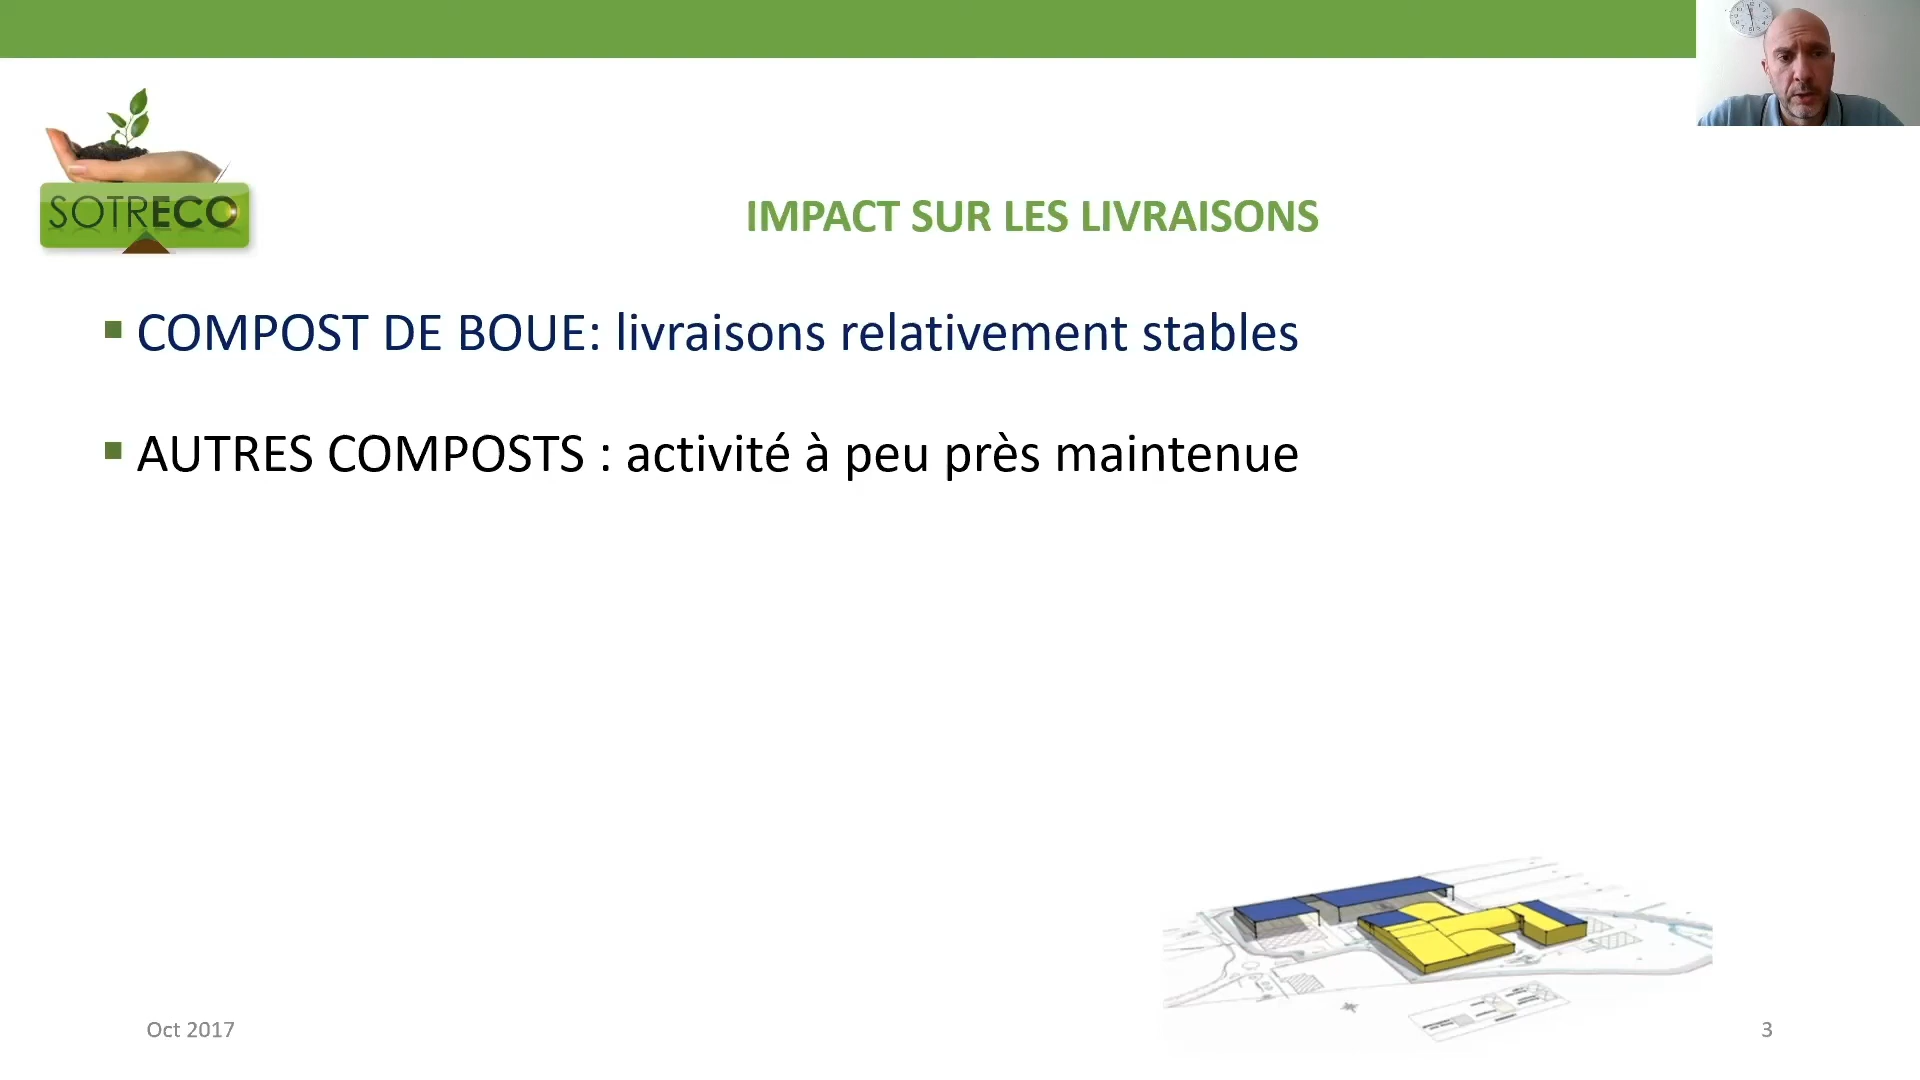 SOTRECO
IMPACT SUR LES LIVRAISONS
COMPOST DE BOUE: livraisons relativement stables
AUTRES COMPOSTS : activité à peu près maintenue
Oct 2017
3